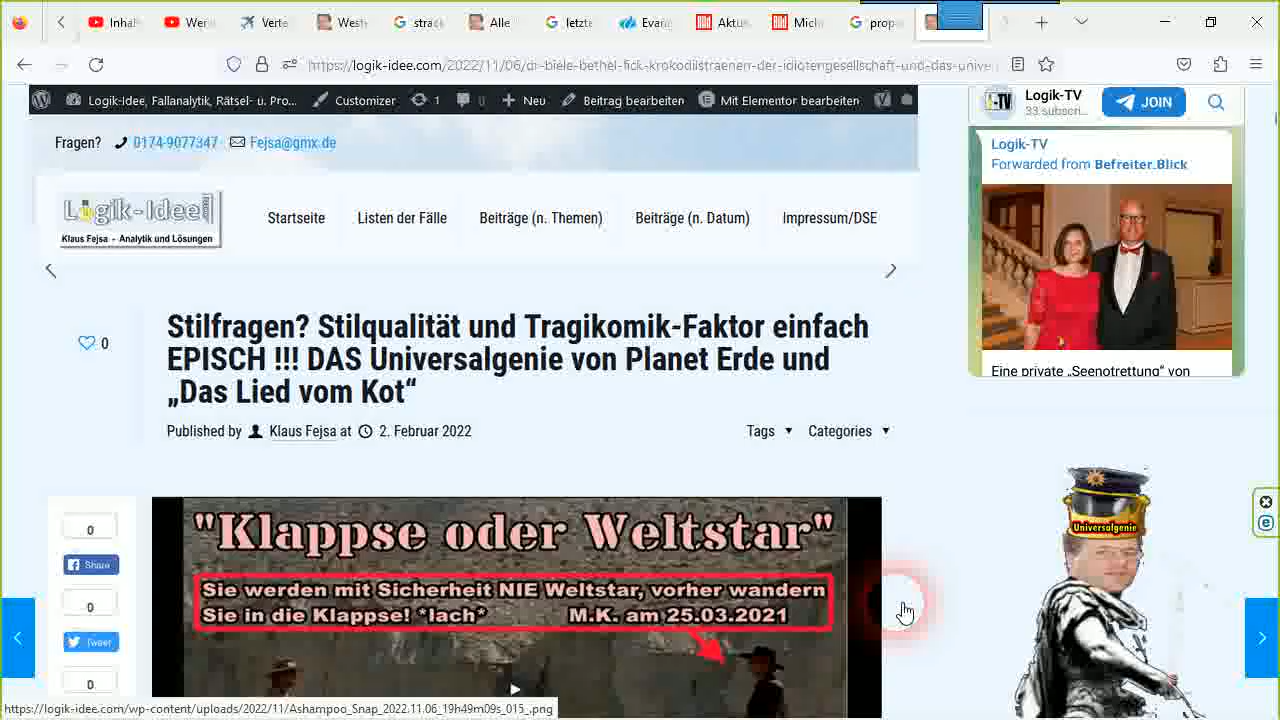 Inhal
Wer
Verte
West
strack
Alle
letzte
Evan
Aktu
Mich
prop
https://logik-idee.com/2022/11/06/dr-biele-bethel-fick-krokodilstraenen-der-idiotengesellschaft-und-das-unive
Logik-Idee, Fallanalytik, Rätsel- u. Pro...
Customizer
1
0
Neu
Beitrag bearbeiten
Mit Elementor bearbeiten
Fragen? 0174-9077347 Fejsa@gmx.de
Logik-Idee
Klaus Fejsa - Analytik und Lösungen
Startseite
Listen der Fälle
Beiträge (n. Themen)
Beiträge (n. Datum)
Impressum/DSE
0
Stilfragen? Stilqualität und Tragikomik-Faktor einfach
EPISCH !!! DAS Universalgenie von Planet Erde und
„Das Lied vom Kot“
Published by Klaus Fejsa at 2. Februar 2022
Tags
Categories
0
Share
0
Tweet
0
"Klappse oder Weltstar"
Sie werden mit Sicherheit NIE Weltstar, vorher wandern
Sie in die Klappse! *lach* M.K. am 25.03.2021
Logik-TV
33 subscri...
JOIN
Logik-TV
Forwarded from Befreiter.Blick
Eine private „Seenotrettung“ von
Universalgenie
https://logik-idee.com/wp-content/uploads/2022/11/Ashampoo_Snap_2022.11.06_19h49m09s_015_.png